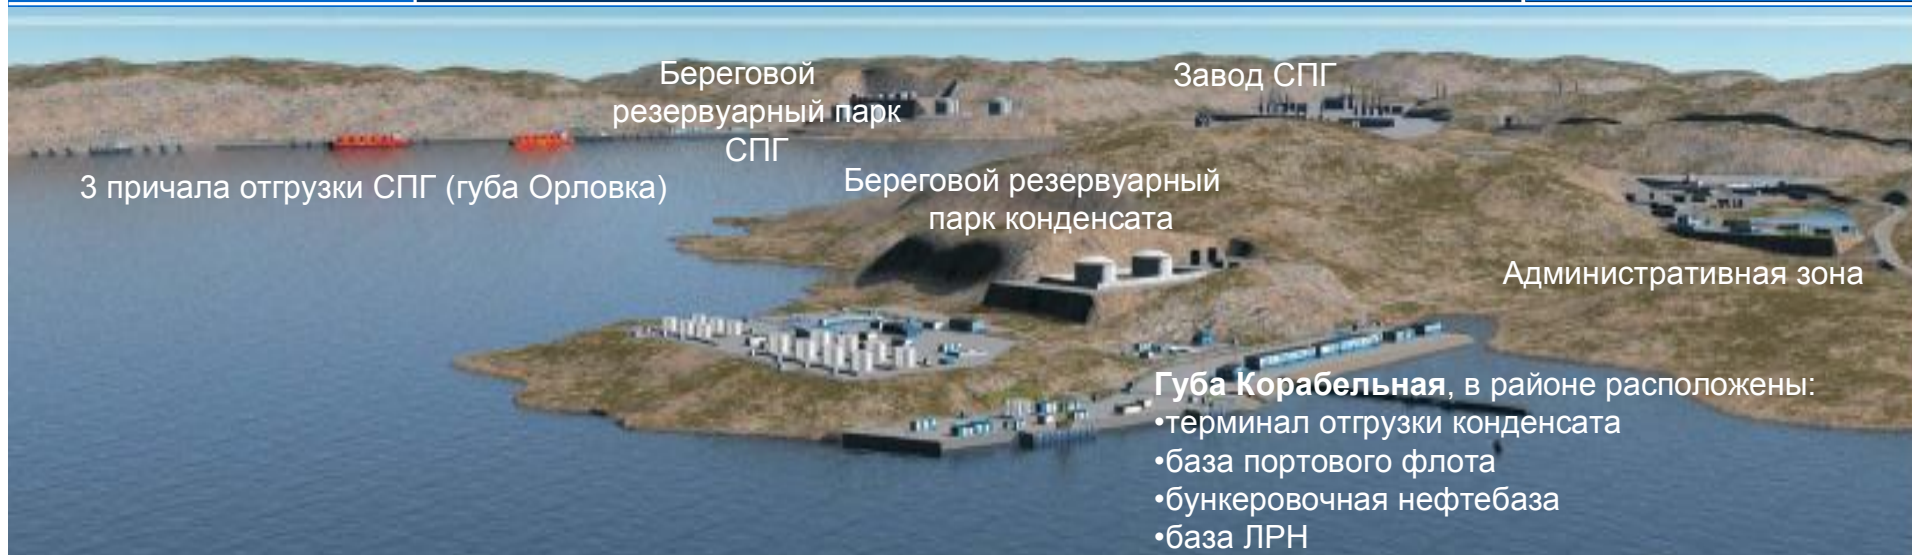 Береговой
резервуарный парк
СПГ
Завод СПГ
3 причала отгрузки СПГ (губа Орловка)
Береговой резервуарный
парк конденсата
Административная зона
Губа Корабельная, в районе расположены:
•терминал отгрузки конденсата
•база портового флота
•бункеровочная нефтебаза
•база ЛРН